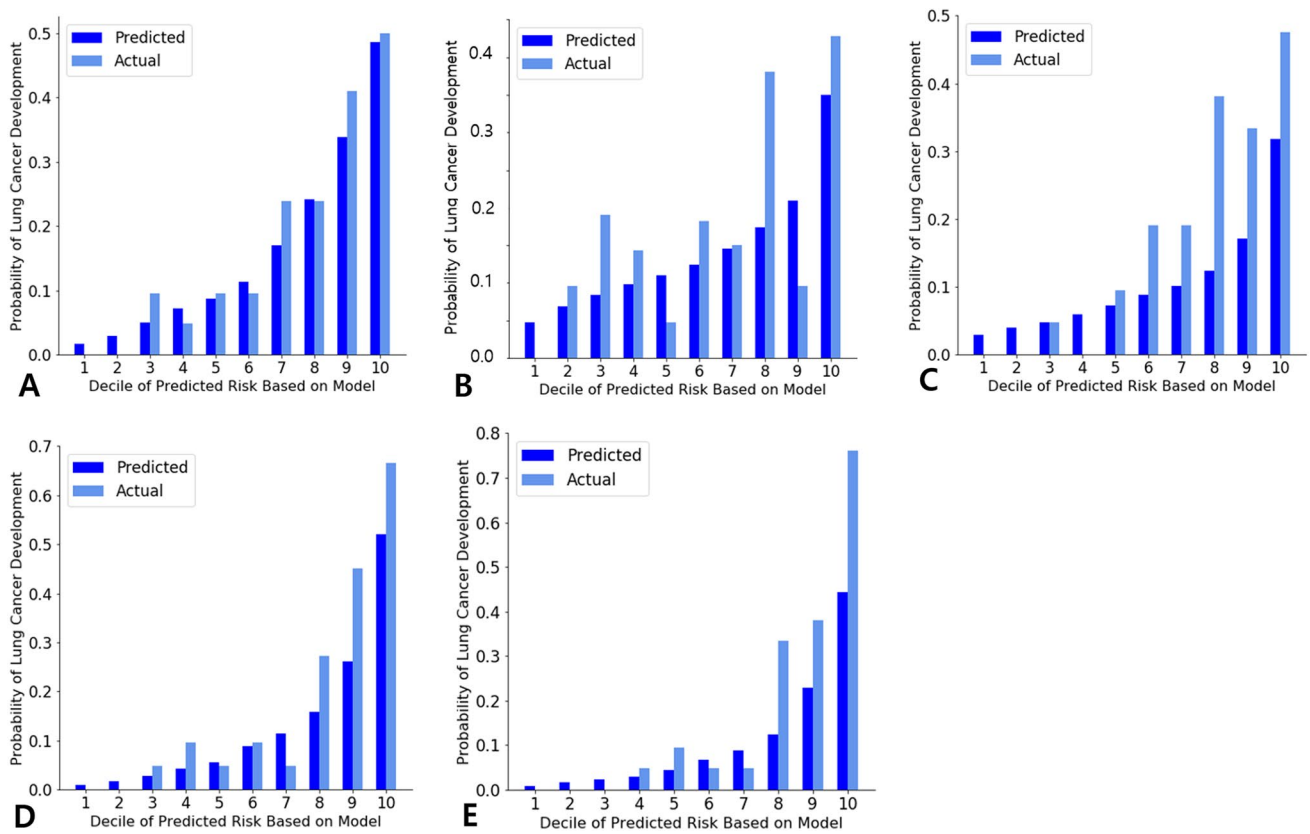 Probability of Lung Cancer Development
0.5
0.4
0.3
0.2
0.1
0.0
Predicted
Actual
1 2 3 4 5 6 7 8 9 10
Decile of Predicted Risk Based on Model
A
Probability of Lung Cancer Development
0.4
0.3
0.2
0.1
0.0
Predicted
Actual
1 2 3 4 5 6 7 8 9 10
Decile of Predicted Risk Based on Model
B
Probability of Lung Cancer Development
0.5
0.4
0.3
0.2
0.1
0.0
Predicted
Actual
1 2 3 4 5 6 7 8 9 10
Decile of Predicted Risk Based on Model
C
Probability of Lung Cancer Development
0.7
0.6
0.5
0.4
0.3
0.2
0.1
0.0
Predicted
Actual
1 2 3 4 5 6 7 8 9 10
Decile of Predicted Risk Based on Model
D
Probability of Lung Cancer Development
0.8
0.7
0.6
0.5
0.4
0.3
0.2
0.1
0.0
Predicted
Actual
1 2 3 4 5 6 7 8 9 10
Decile of Predicted Risk Based on Model
E